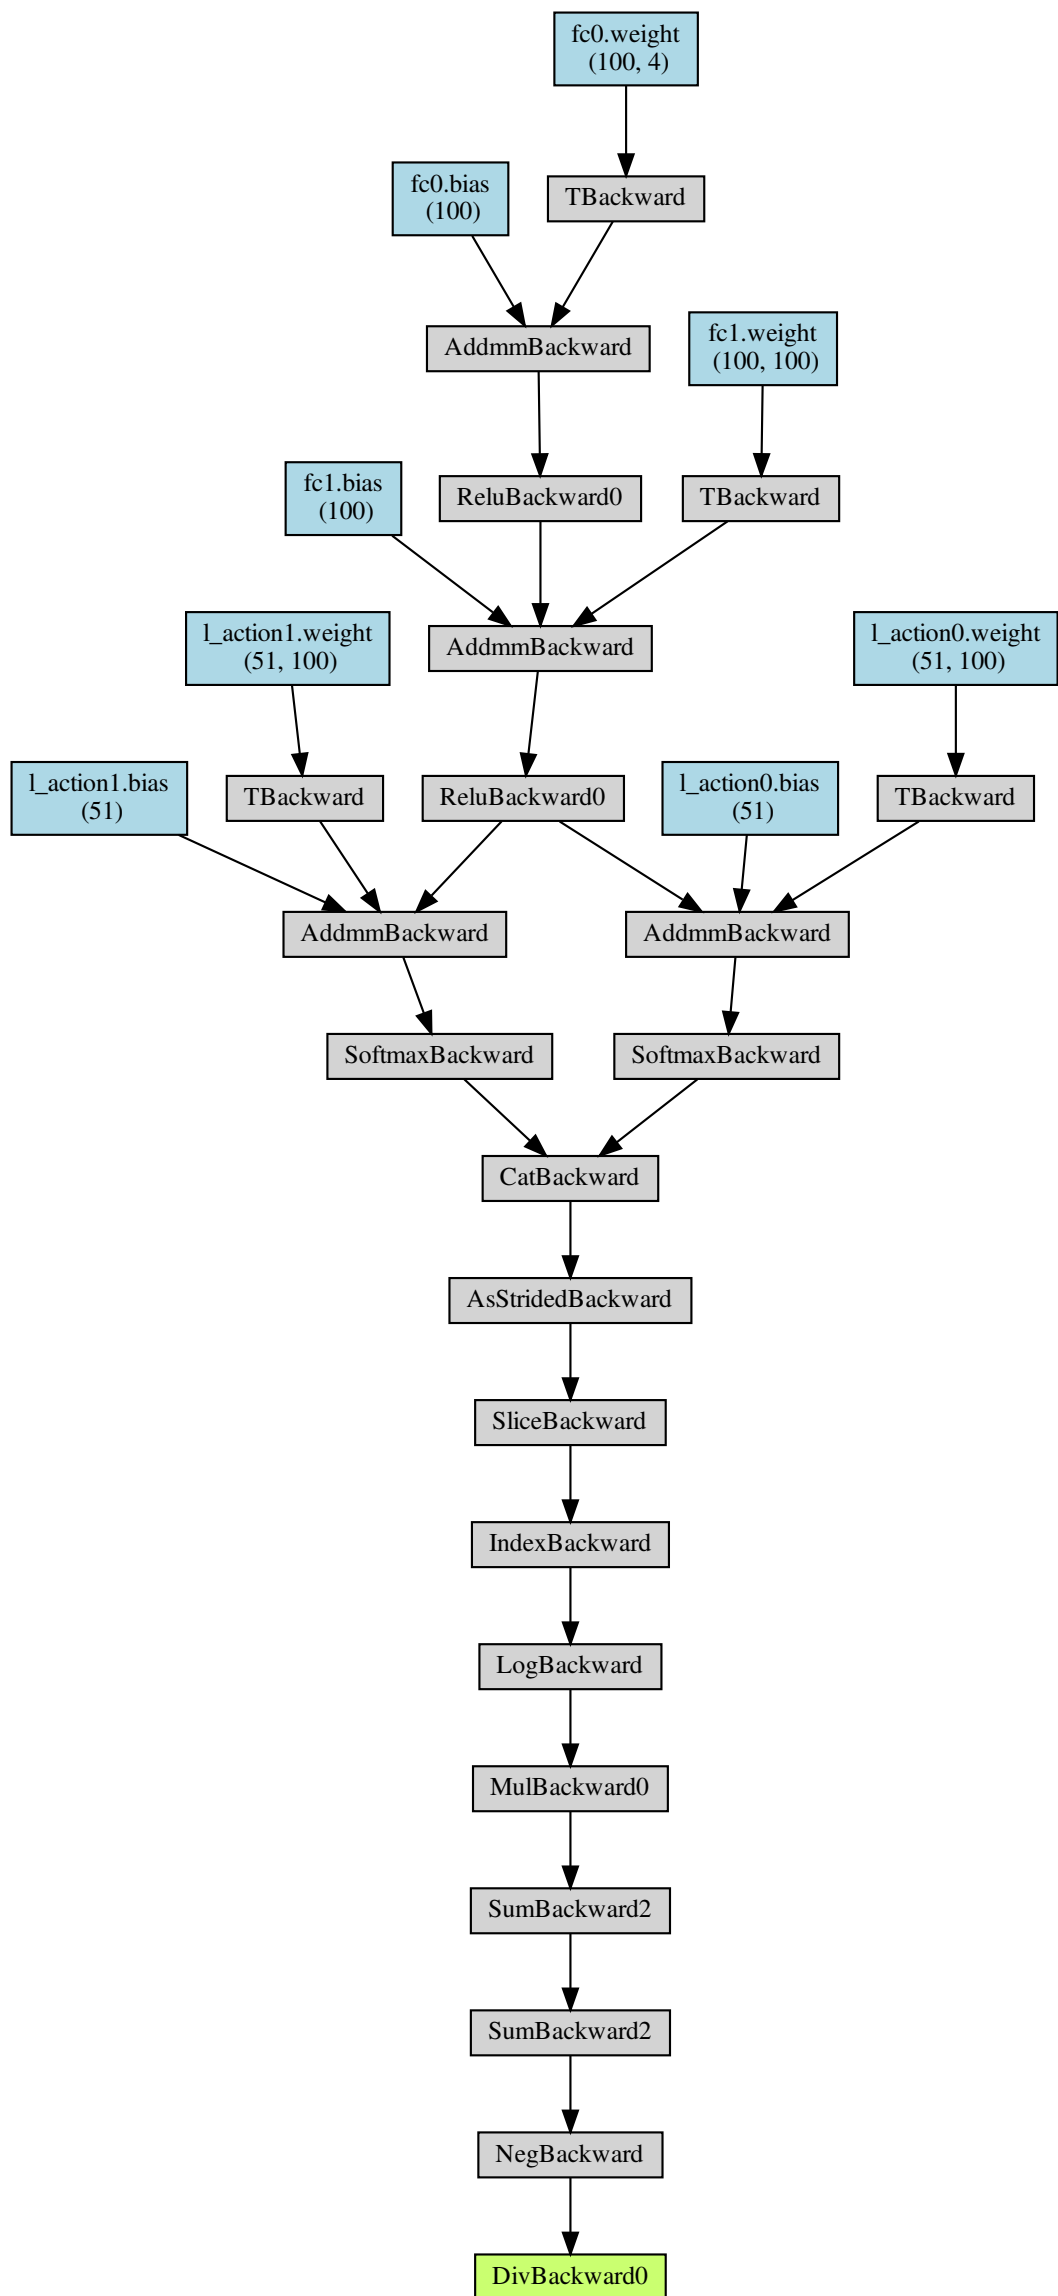 fc0.weight
(100, 4)
fc0.bias
(100)
TBackward
AddmmBackward
fc1.weight
(100, 100)
fc1.bias
(100)
ReluBackward0
TBackward
l_action1.weight
(51, 100)
AddmmBackward
l_action0.weight
(51, 100)
l_action1.bias
(51)
TBackward
ReluBackward0
l_action0.bias
(51)
TBackward
AddmmBackward
AddmmBackward
SoftmaxBackward
SoftmaxBackward
CatBackward
AsStridedBackward
SliceBackward
IndexBackward
LogBackward
MulBackward0
SumBackward2
SumBackward2
NegBackward
DivBackward0